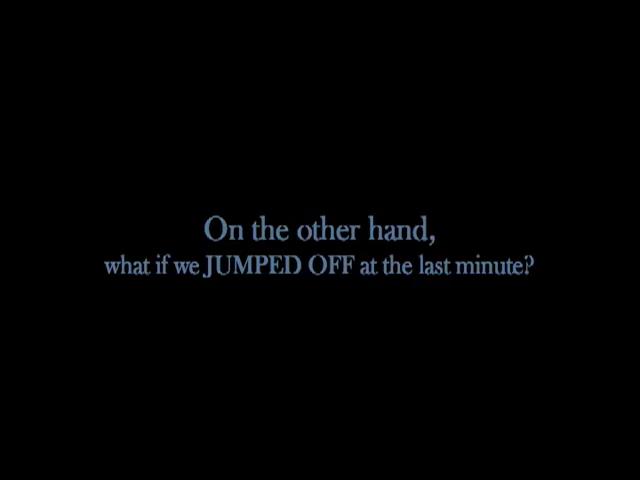 On the other hand,
what if we JUMPED OFF at the last minute?